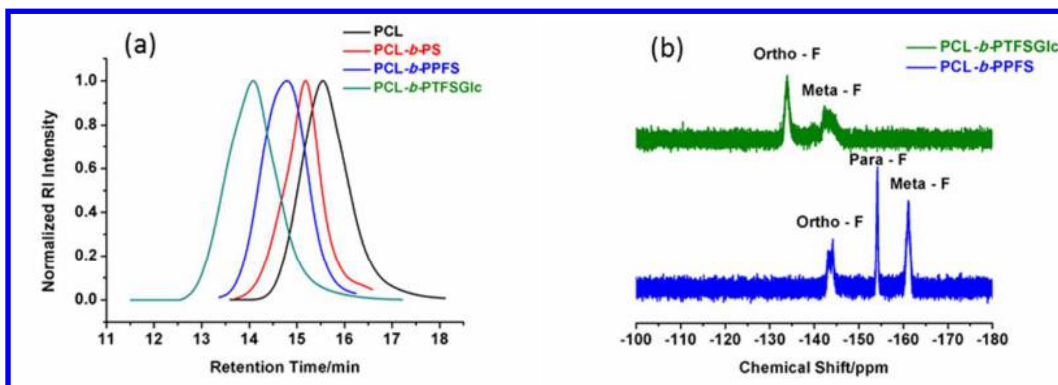 (a)
PCL
PCL-b-PS
PCL-b-PPFS
PCL-b-PTFSGlc
Normalized RI Intensity
1.0
0.8
0.6
0.4
0.2
0.0
11 12 13 14 15 16 17 18
Retention Time/min
(b)
PCL-b-PTFSGlc
PCL-b-PPFS
Ortho - F
Meta - F
Para - F
Meta - F
Ortho - F
-100 -110 -120 -130 -140 -150 -160 -170 -180
Chemical Shift/ppm